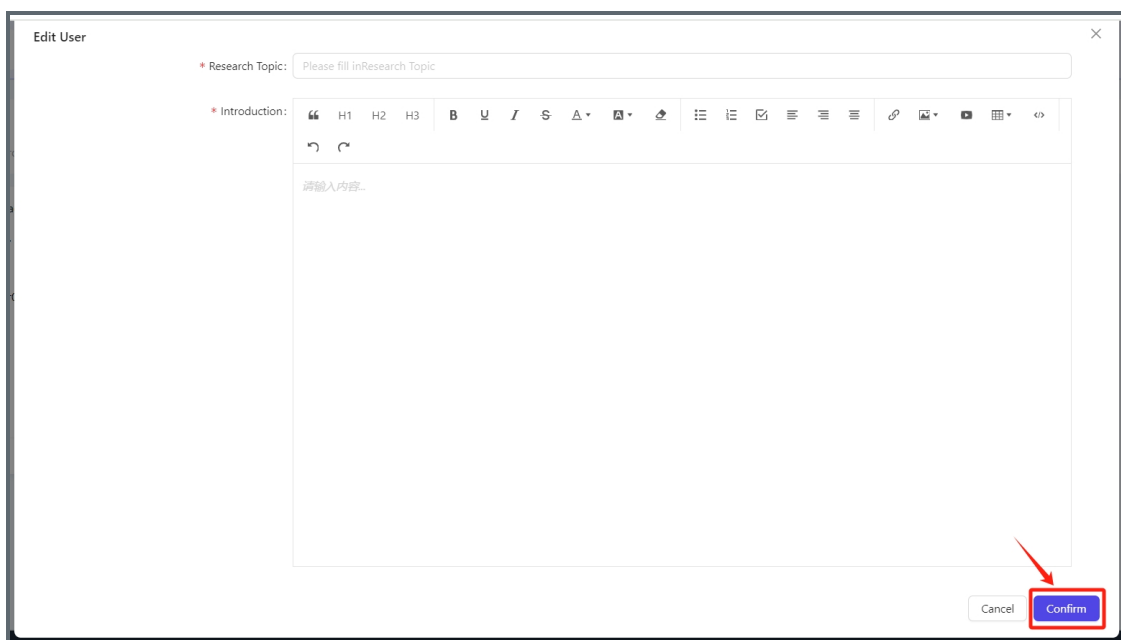 Edit User
* Research Topic: Please fill inResearch Topic
* Introduction: H1 H2 H3 B U I S A A
请输入内容...
Cancel Confirm